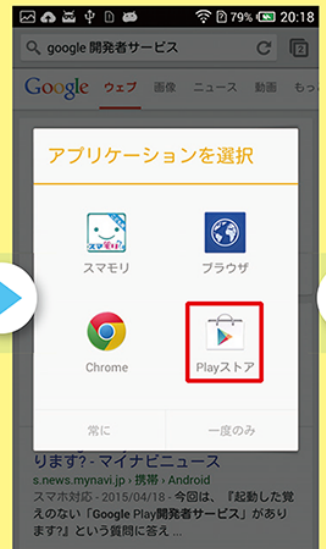 79% 20:18
google 開発者サービス
2
Google ウェブ 画像 ニュース 動画
アプリケーションを選択
スマモリ ブラウザ
Chrome Playストア
常に 一度のみ
ります? - マイナビニュース
s.news.mynavi.jp › 携帯 › Android
スマホ対応 - 2015/04/18 - 今回は、『起動した覚
えのない「Google Play開発者サービス」があり
ます?』という質問に答え ...